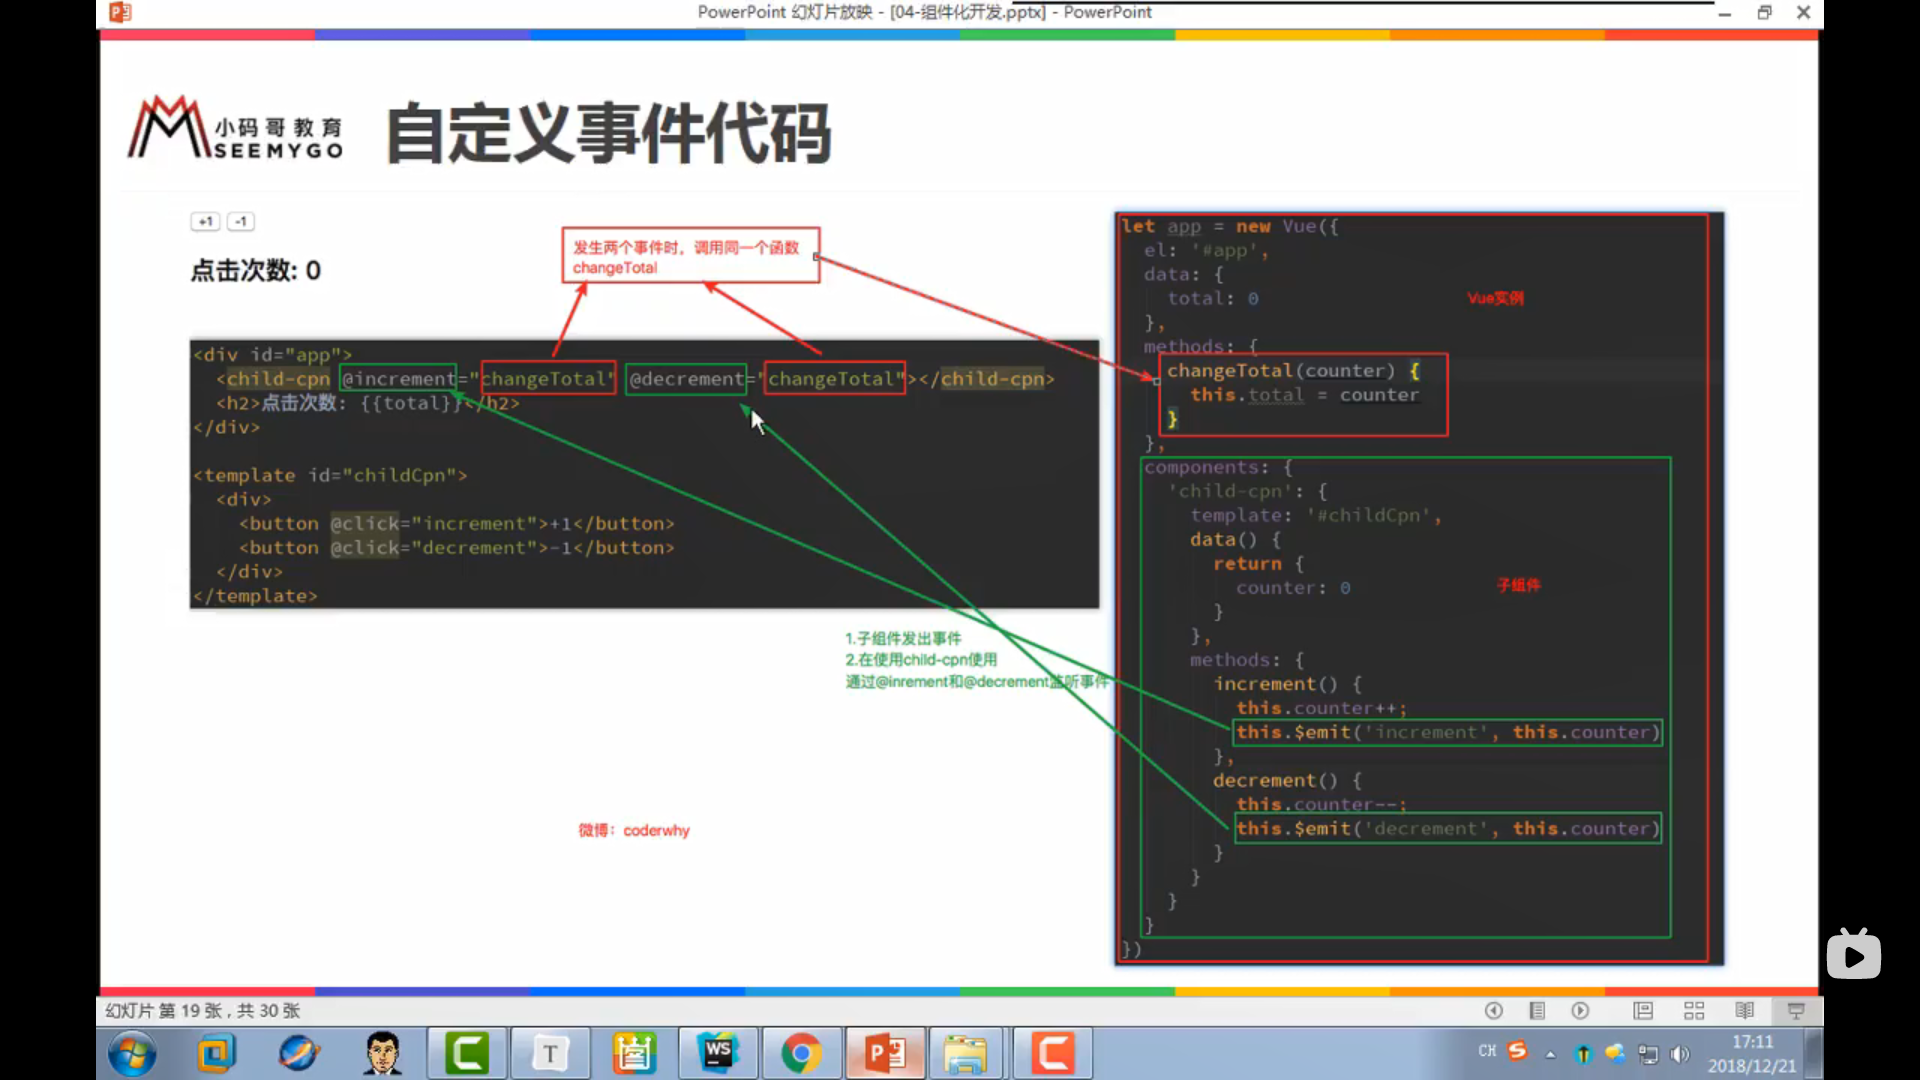 PowerPoint 幻灯片放映 - [04-组件化开发.pptx] - PowerPoint
小码哥教育
SEEMYGO
自定义事件代码
+1 -1
点击次数: 0
发生两个事件时，调用同一个函数
changeTotal
<div id="app">
<child-cpn @increment="changeTotal" @decrement="changeTotal"></child-cpn>
<h2>点击次数: {{total}}</h2>
</div>
<template id="childCpn">
<div>
<button @click="increment">+1</button>
<button @click="decrement">-1</button>
</div>
</template>
1.子组件发出事件
2.在使用child-cpn使用
通过@inrement和@decrement监听事件
微博：coderwhy
let app = new Vue({
el: '#app',
data: {
total: 0
Vue实例
},
methods: {
changeTotal(counter) {
this.total = counter
}
},
components: {
'child-cpn': {
template: '#childCpn',
data() {
return {
counter: 0
子组件
}
},
methods: {
increment() {
this.counter++;
this.$emit('increment', this.counter)
},
decrement() {
this.counter--;
this.$emit('decrement', this.counter)
}
}
}
}
})
幻灯片 第 19 张，共 30 张
T
WS
CH
17:11
2018/12/21